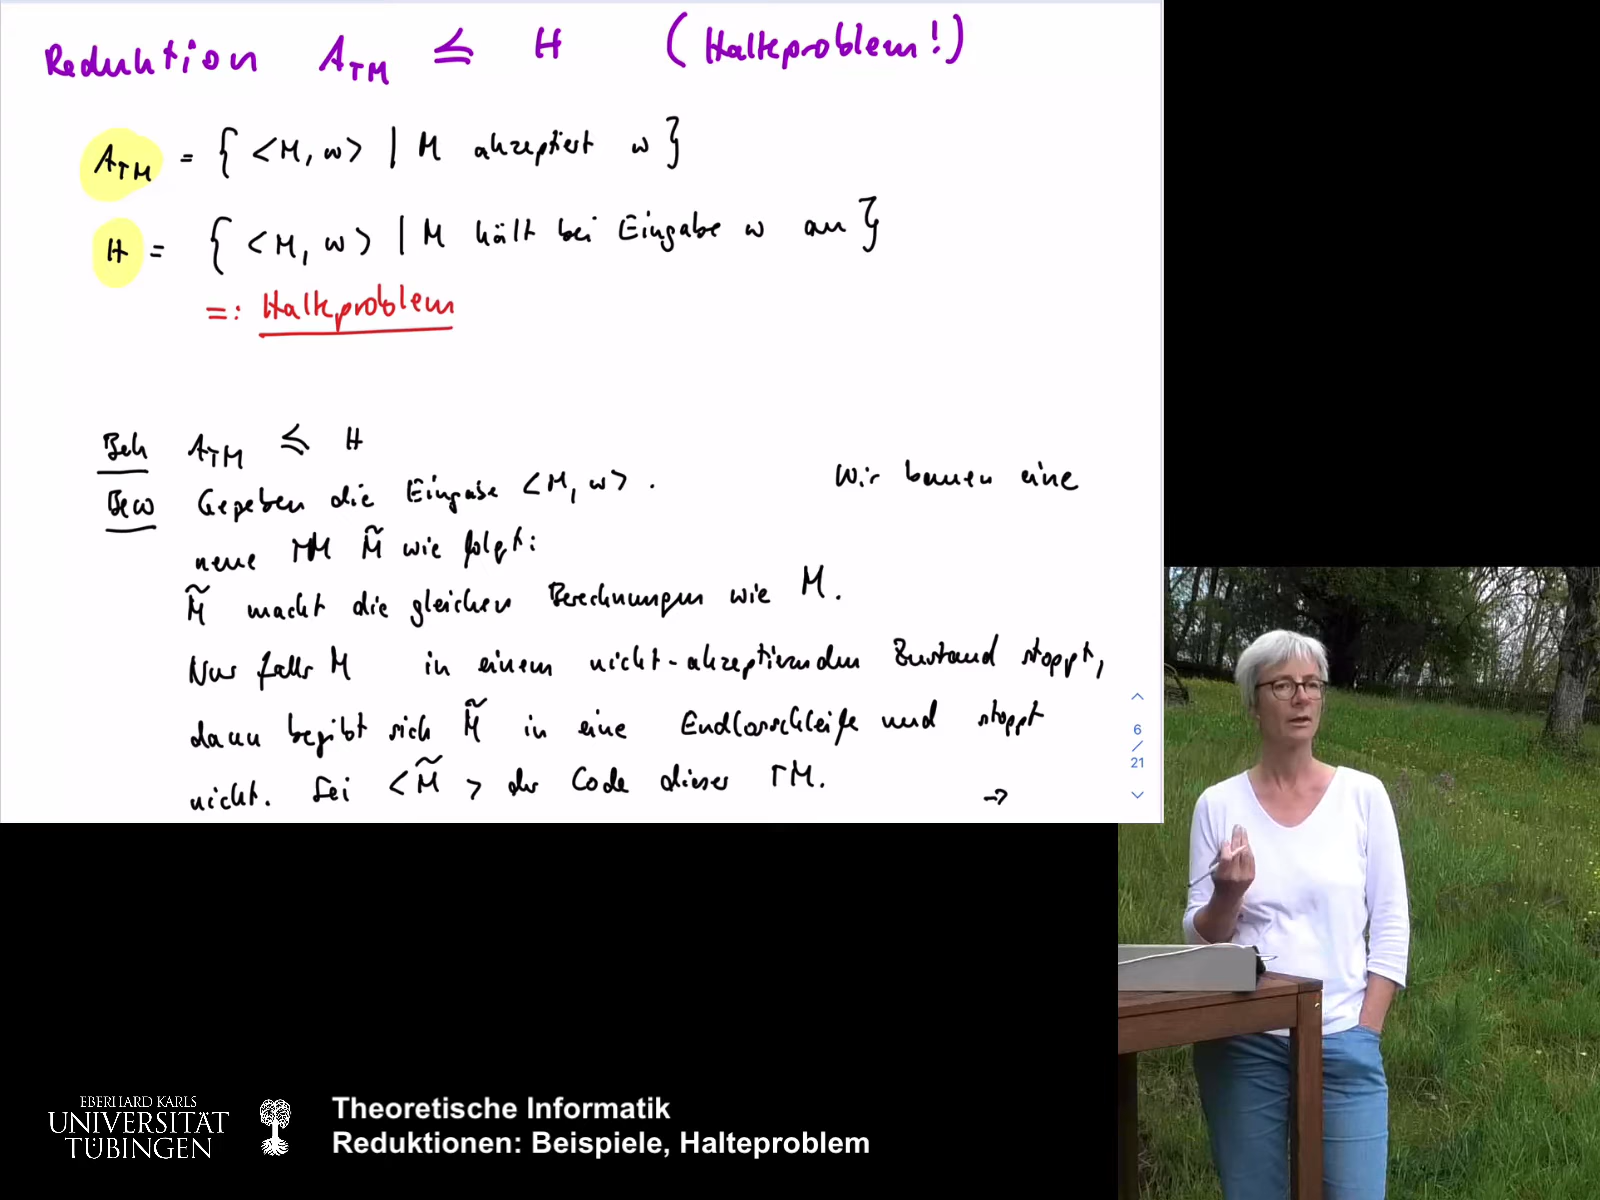 Reduktion A_TM ≤ H (Halteproblem!)
A_TM = { <M, w> | M akzeptiert w }
H = { <M, w> | M hält bei Eingabe w an }
=: Halteproblem
Beh A_TM ≤ H
Bew Gegeben die Eingabe <M, w>. Wir bauen eine
neue TM M̃ wie folgt:
M̃ macht die gleichen Berechnungen wie M.
Nur falls M in einem nicht-akzeptierenden Zustand stoppt,
dann begibt sich M̃ in eine Endlosschleife und stoppt
nicht. Sei <M̃> der Code dieser TM. →
6
/
21
EBERHARD KARLS
UNIVERSITÄT
TÜBINGEN
Theoretische Informatik
Reduktionen: Beispiele, Halteproblem